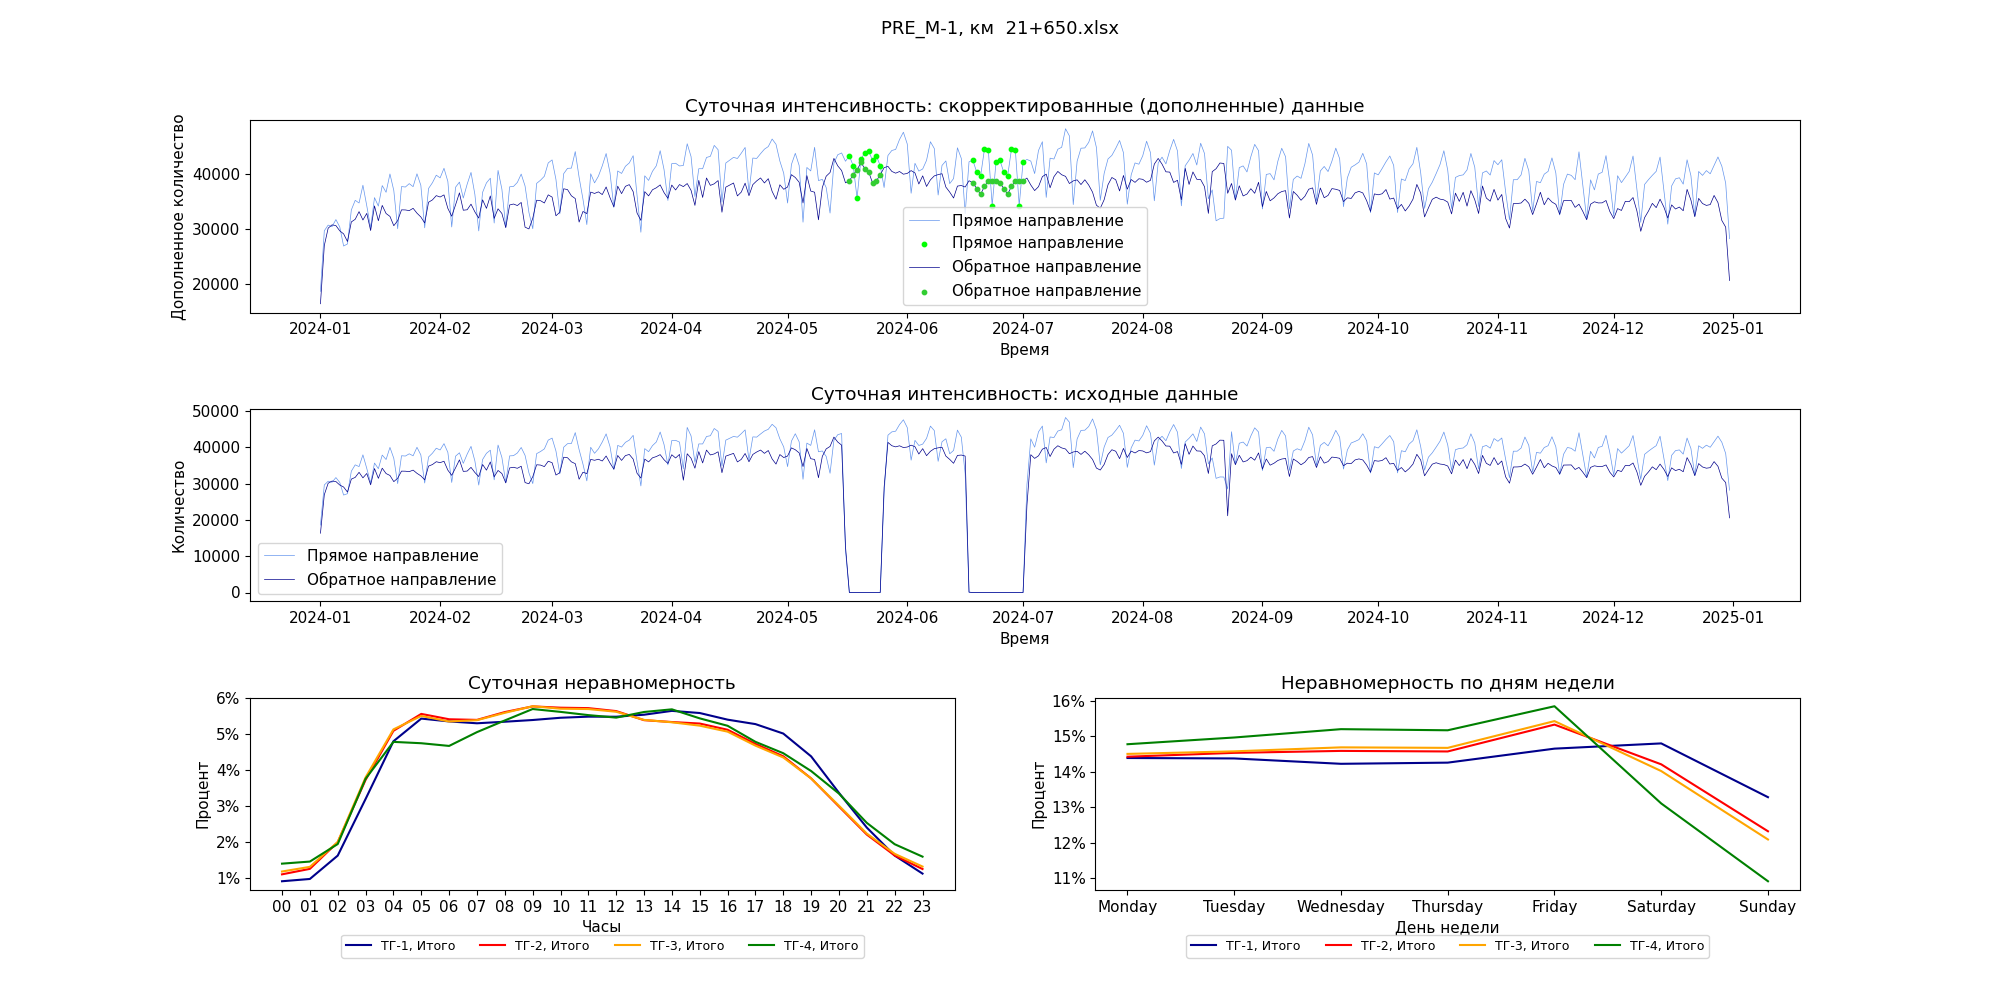 PRE_M-1, км  21+650.xlsx
Суточная интенсивность: скорректированные (дополненные) данные
Дополненное количество
40000
30000
20000
Прямое направление
Прямое направление
Обратное направление
Обратное направление
2024-01 2024-02 2024-03 2024-04 2024-05 2024-06 2024-07 2024-08 2024-09 2024-10 2024-11 2024-12 2025-01
Время
Суточная интенсивность: исходные данные
Количество
50000
40000
30000
20000
10000
0
Прямое направление
Обратное направление
2024-01 2024-02 2024-03 2024-04 2024-05 2024-06 2024-07 2024-08 2024-09 2024-10 2024-11 2024-12 2025-01
Время
Суточная неравномерность
Процент
6%
5%
4%
3%
2%
1%
00 01 02 03 04 05 06 07 08 09 10 11 12 13 14 15 16 17 18 19 20 21 22 23
Часы
ТГ-1, Итого ТГ-2, Итого ТГ-3, Итого ТГ-4, Итого
Неравномерность по дням недели
Процент
16%
15%
14%
13%
12%
11%
Monday Tuesday Wednesday Thursday Friday Saturday Sunday
День недели
ТГ-1, Итого ТГ-2, Итого ТГ-3, Итого ТГ-4, Итого